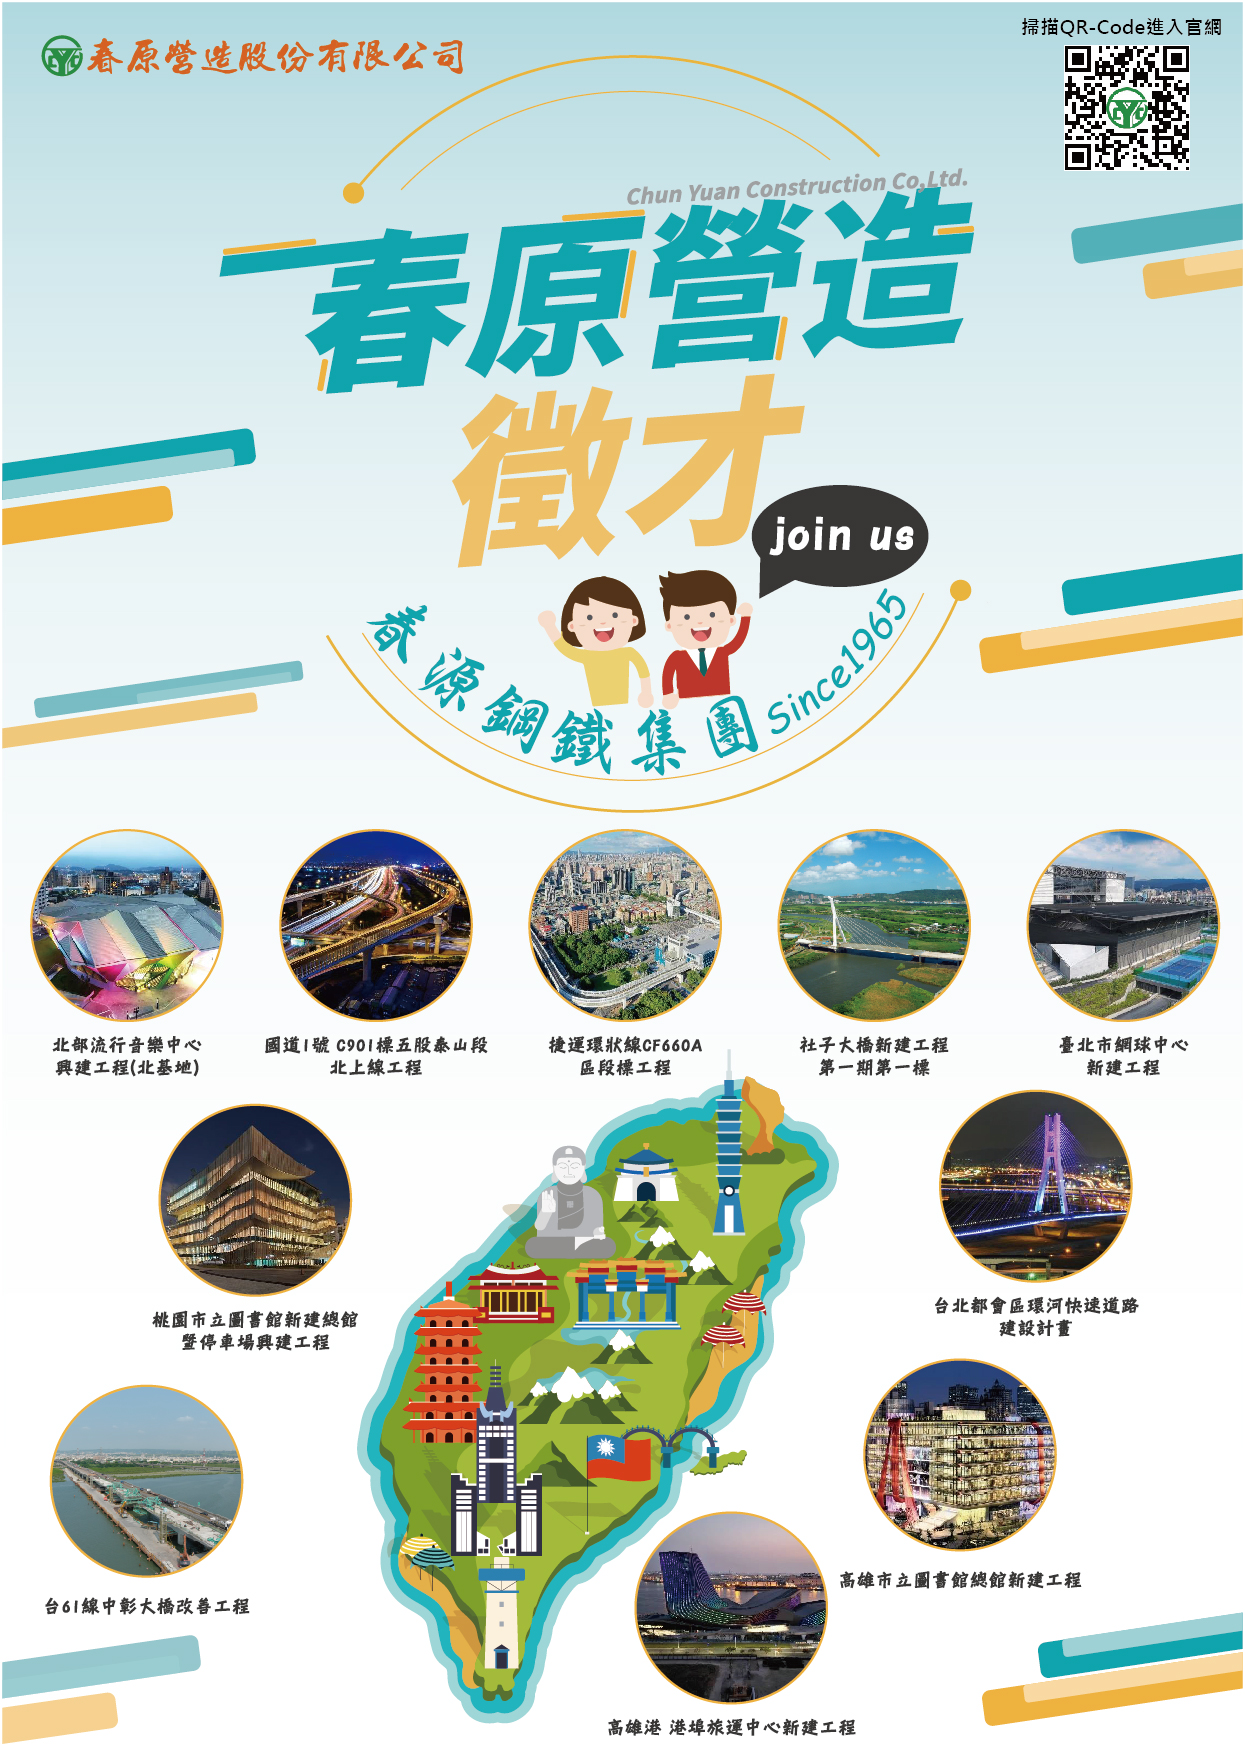 掃描QR-Code進入官網
春原營造股份有限公司
Chun Yuan Construction Co,Ltd.
春原營造
徵才
join us
春源鋼鐵集團 Since1965
北部流行音樂中心
興建工程(北基地)
國道1號 C901標五股泰山段
北上線工程
捷運環狀線CF660A
區段標工程
社子大橋新建工程
第一期第一標
臺北市網球中心
新建工程
桃園市立圖書館新建總館
暨停車場興建工程
台北都會區環河快速道路
建設計畫
台61線中彰大橋改善工程
高雄市立圖書館總館新建工程
高雄港 港埠旅運中心新建工程